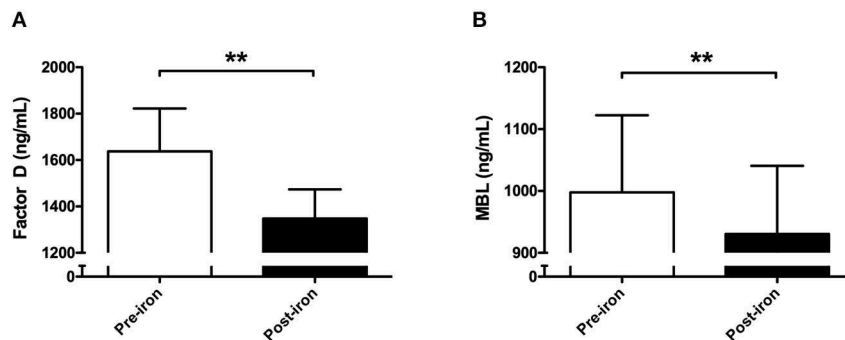 A
**
Factor D (ng/mL)
2000
1800
1600
1400
1200
0
Pre-iron
Post-iron
B
**
MBL (ng/mL)
1200
1100
1000
900
0
Pre-iron
Post-iron